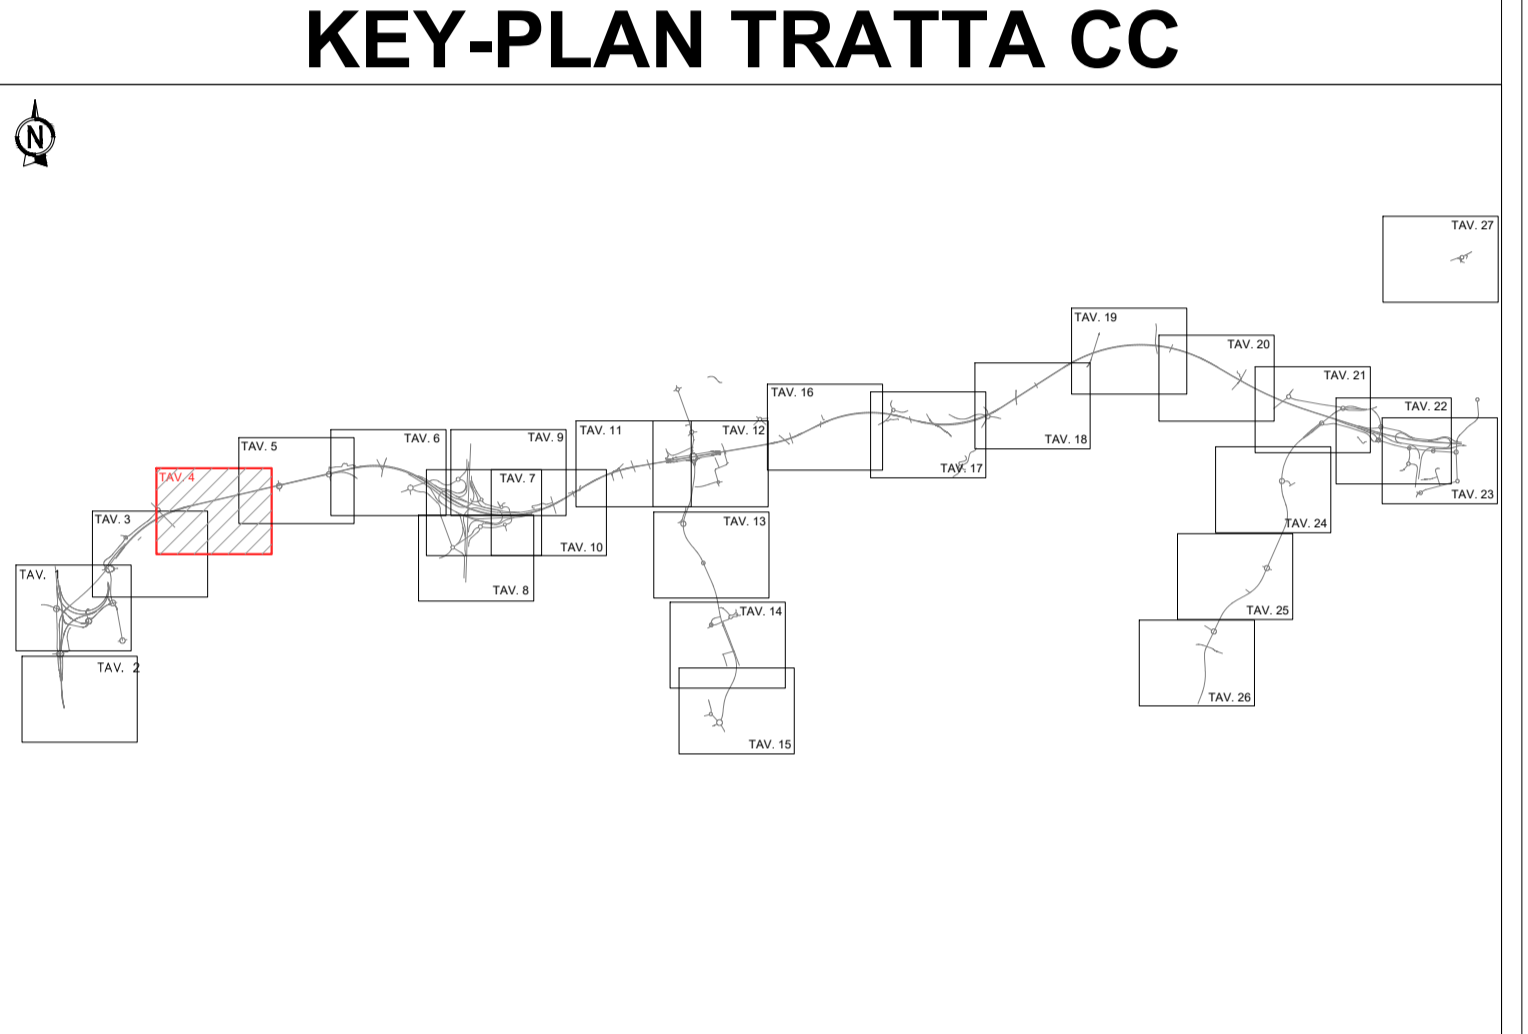 KEY-PLAN TRATTA CC
N
TAV. 27
TAV. 19
TAV. 20
TAV. 21
TAV. 16
TAV. 22
TAV. 11
TAV. 12
TAV. 5
TAV. 6
TAV. 9
TAV. 18
TAV. 17
TAV. 4
TAV. 7
TAV. 23
TAV. 3
TAV. 13
TAV. 24
TAV. 10
TAV. 1
TAV. 8
TAV. 14
TAV. 25
TAV. 2
TAV. 26
TAV. 15